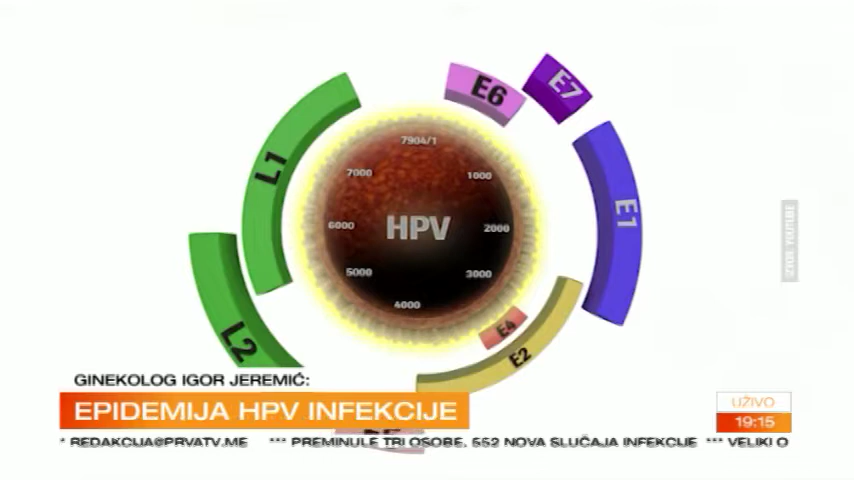 E6
E7
L1
7904/1
7000
1000
E1
6000
HPV
2000
5000
3000
4000
E4
L2
E2
IZVOR: YOUTUBE
GINEKOLOG IGOR JEREMIĆ:
EPIDEMIJA HPV INFEKCIJE
UŽIVO
19:15
* REDAKCIJA@PRVATV.ME *** PREMINULE TRI OSOBE, 552 NOVA SLUČAJA INFEKCIJE *** VELIKI O